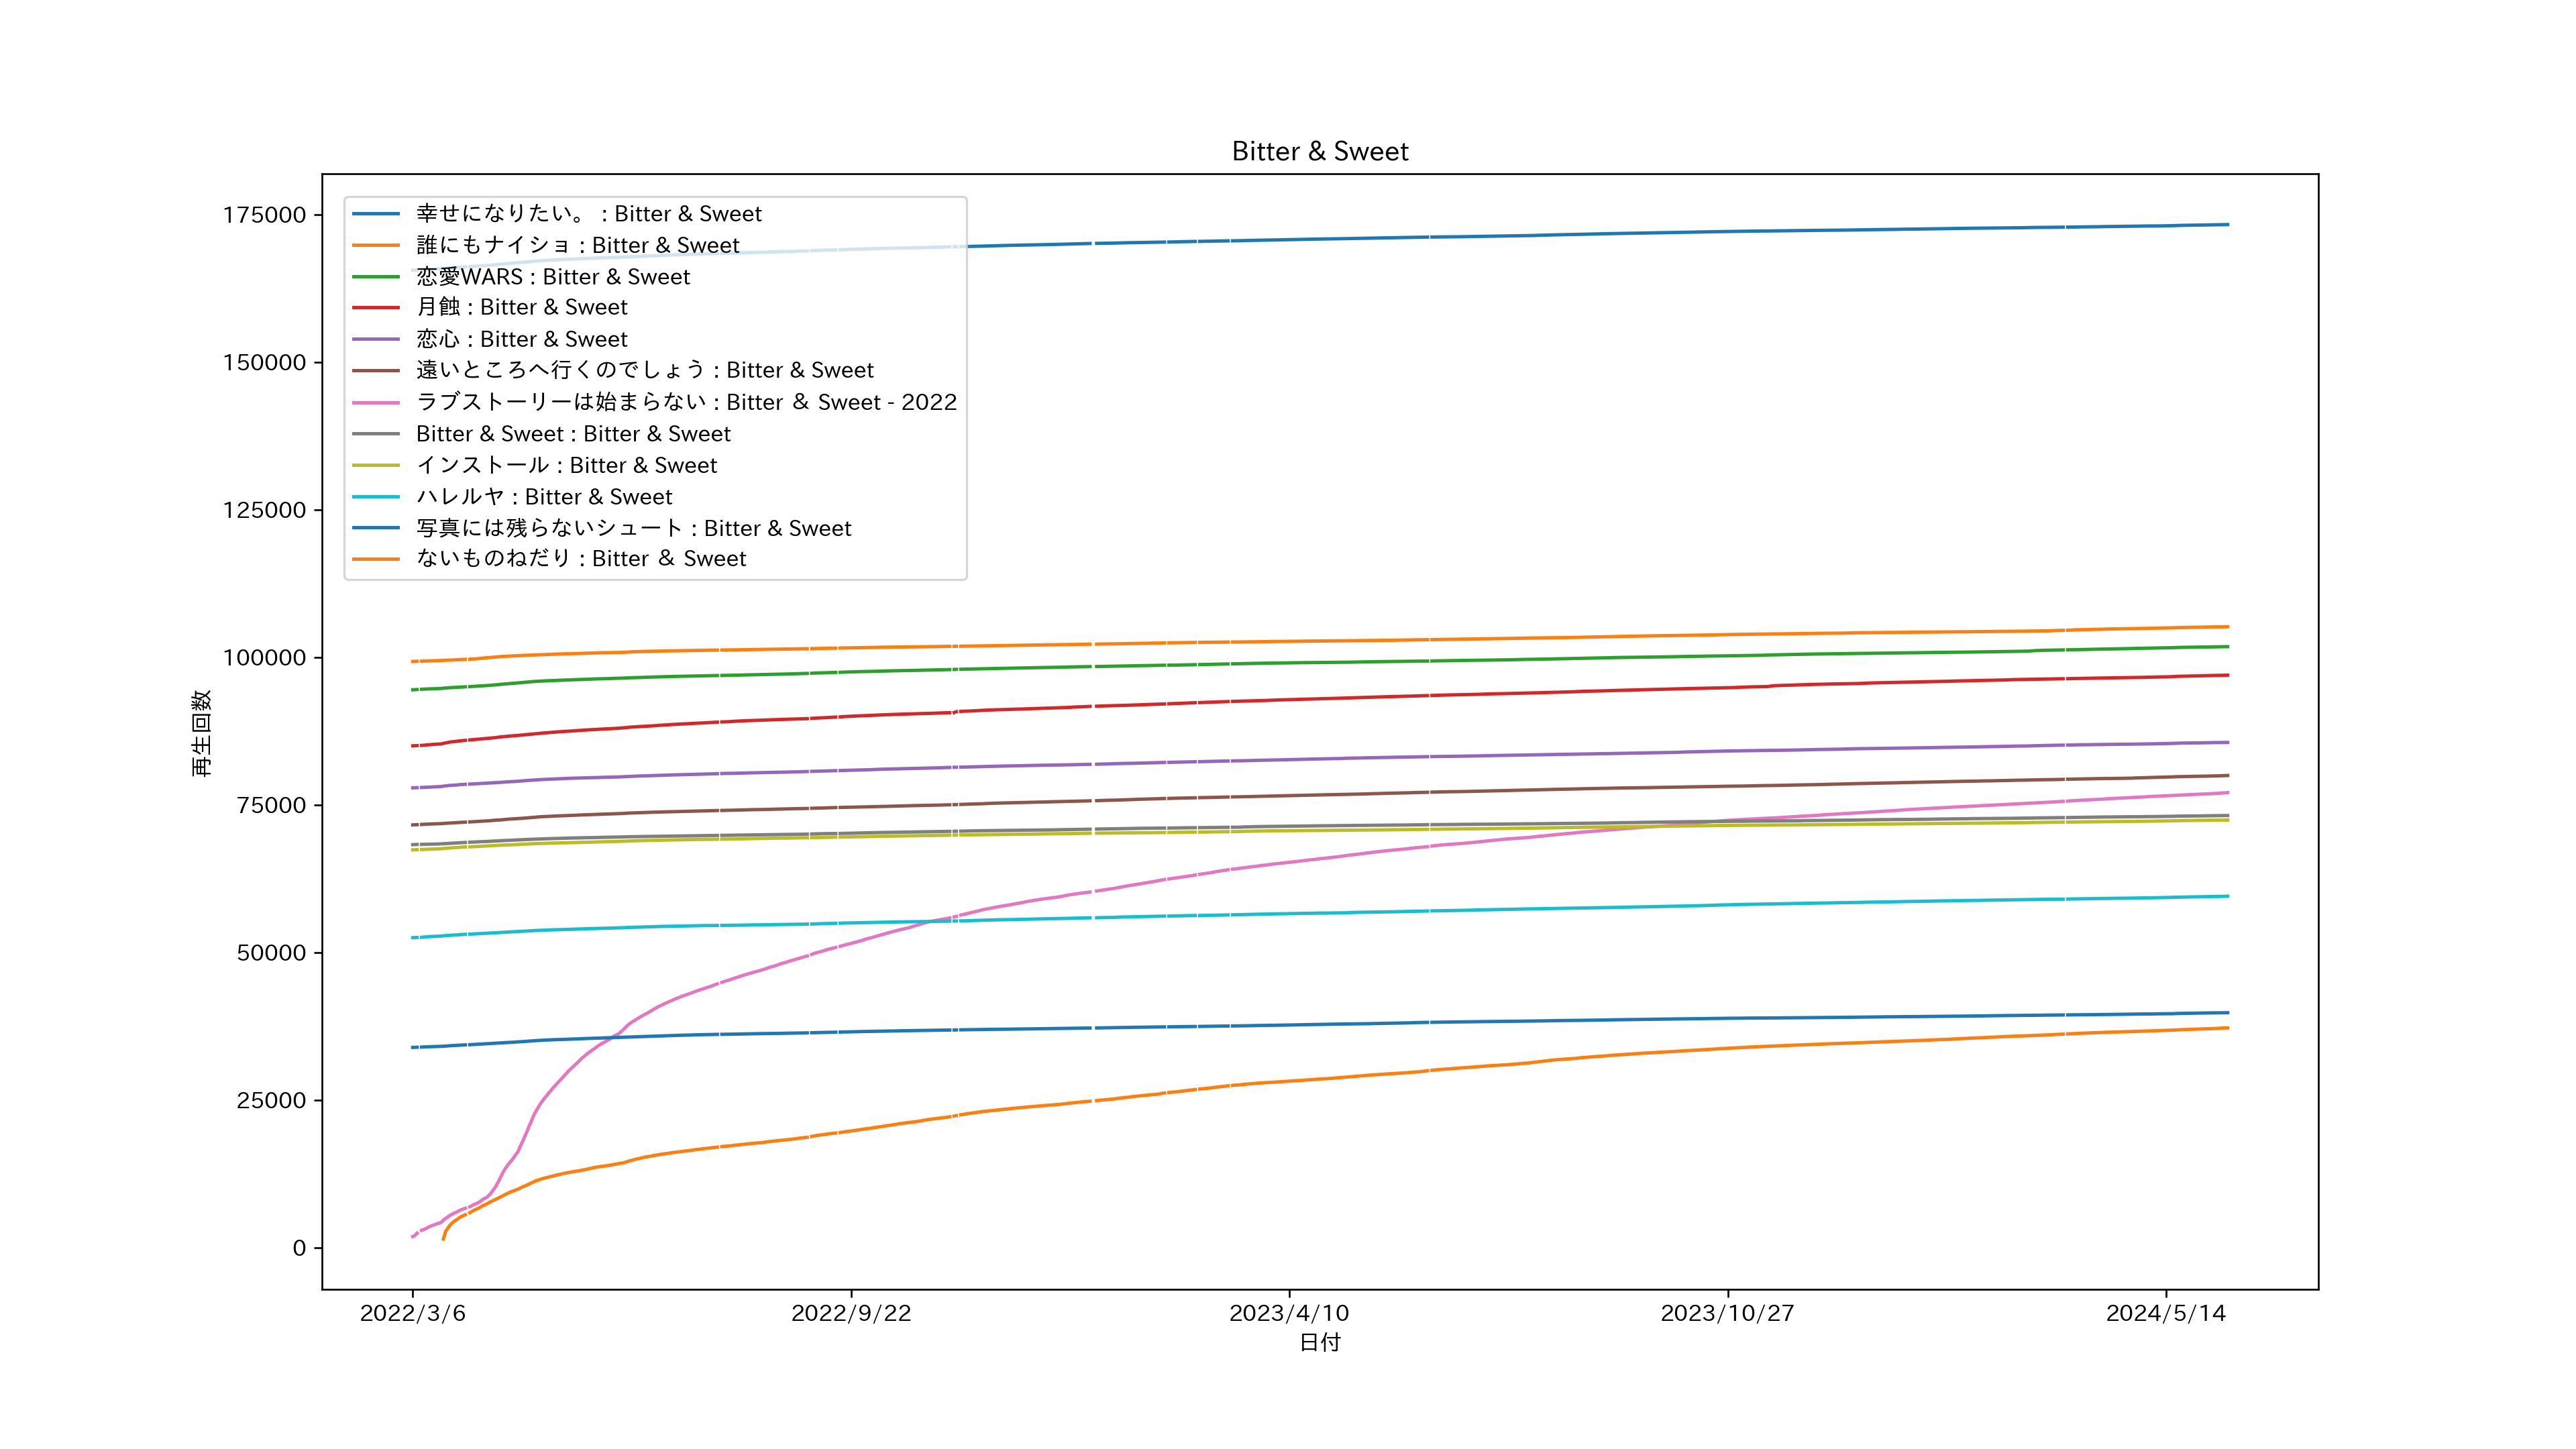 Bitter & Sweet
175000
150000
125000
100000
75000
50000
25000
0
再生回数
幸せになりたい。 : Bitter & Sweet
誰にもナイショ : Bitter & Sweet
恋愛WARS : Bitter & Sweet
月蝕 : Bitter & Sweet
恋心 : Bitter & Sweet
遠いところへ行くのでしょう : Bitter & Sweet
ラブストーリーは始まらない : Bitter ＆ Sweet - 2022
Bitter & Sweet : Bitter & Sweet
インストール : Bitter & Sweet
ハレルヤ : Bitter & Sweet
写真には残らないシュート : Bitter & Sweet
ないものねだり : Bitter ＆ Sweet
2022/3/6 2022/9/22 2023/4/10 2023/10/27 2024/5/14
日付